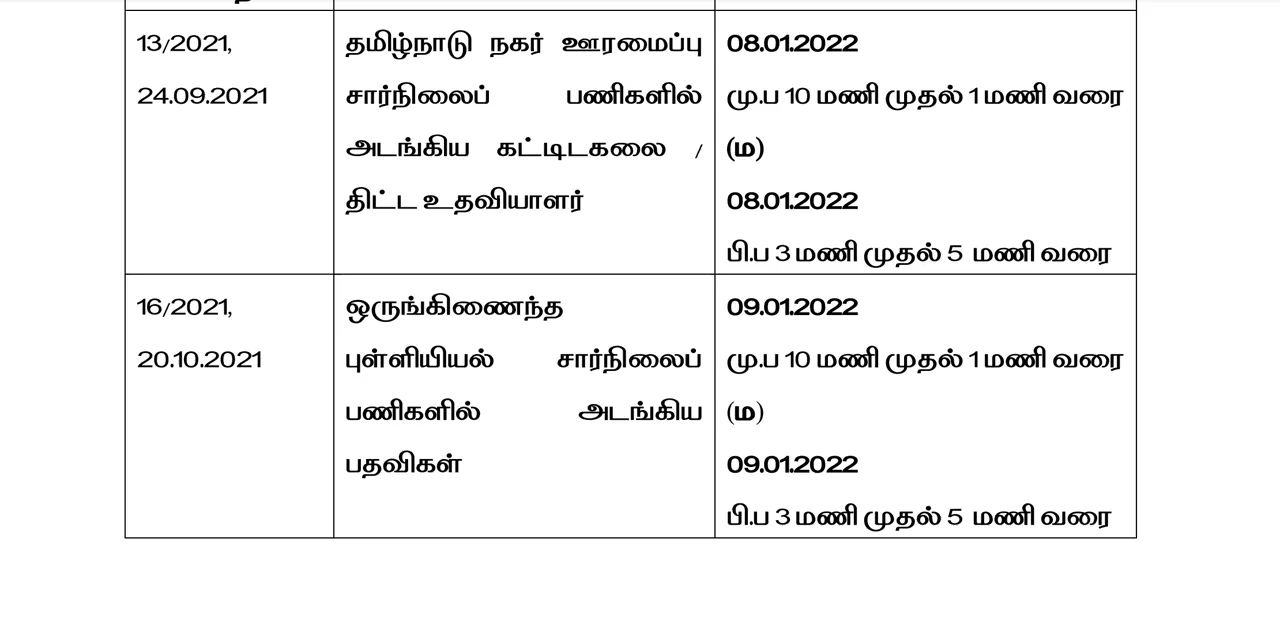 13/2021,
24.09.2021
தமிழ்நாடு நகர் ஊரமைப்பு
சார்நிலைப் பணிகளில்
அடங்கிய கட்டிடகலை /
திட்ட உதவியாளர்
08.01.2022
மு.ப 10 மணி முதல் 1 மணி வரை
(ம)
08.01.2022
பி.ப 3 மணி முதல் 5 மணி வரை
16/2021,
20.10.2021
ஒருங்கிணைந்த
புள்ளியியல் சார்நிலைப்
பணிகளில் அடங்கிய
பதவிகள்
09.01.2022
மு.ப 10 மணி முதல் 1 மணி வரை
(ம)
09.01.2022
பி.ப 3 மணி முதல் 5 மணி வரை